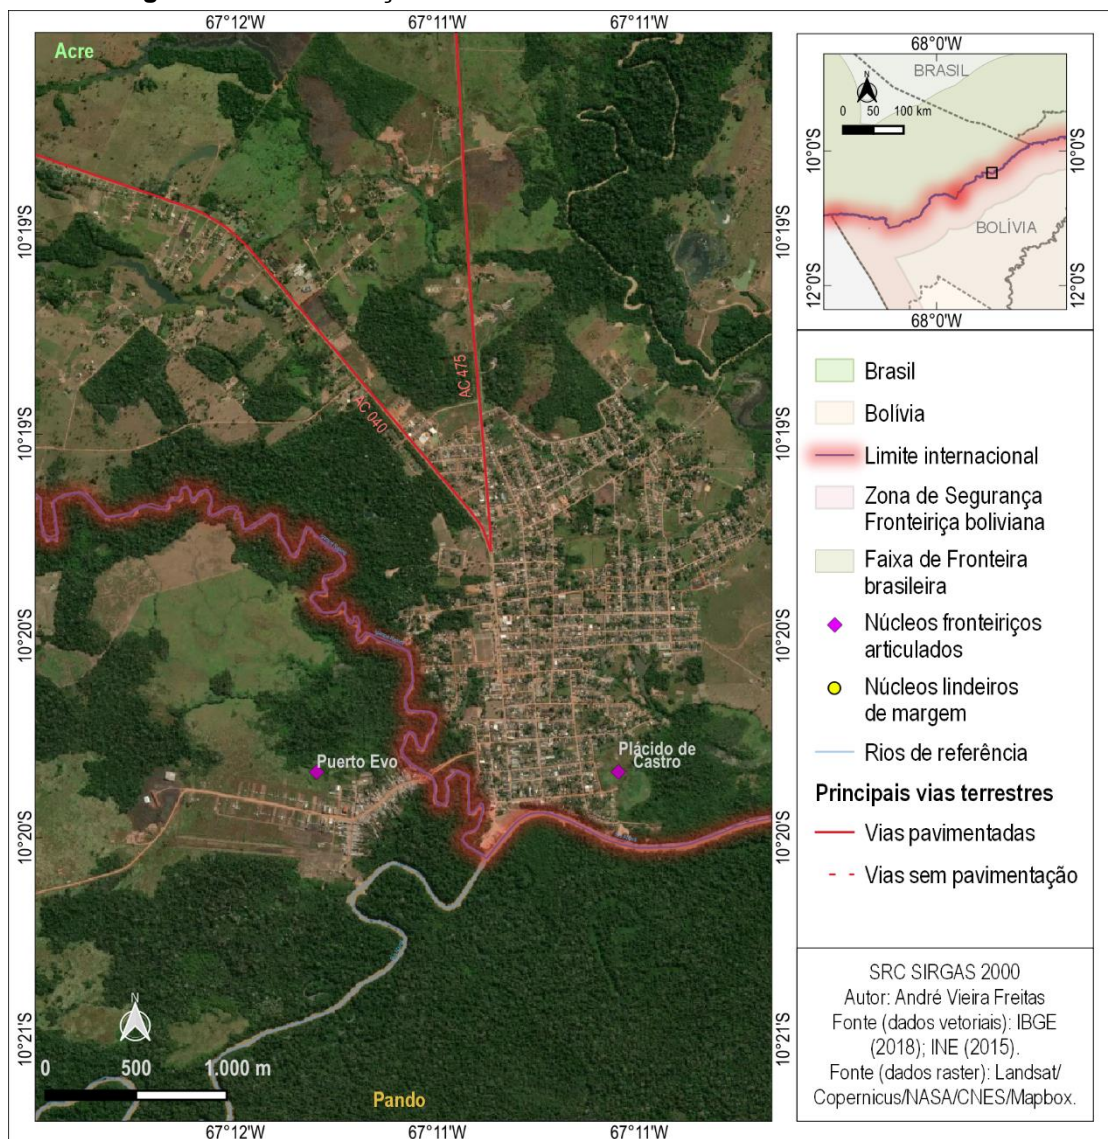 67°12'W 67°11'W 67°11'W
Acre
10°19'S
10°19'S
10°20'S
10°20'S
10°21'S
AC 475
AC 040
Puerto Evo
Plácido de
Castro
N
0 500 1.000 m
Pando
10°19'S
10°19'S
10°20'S
10°20'S
10°21'S
67°12'W 67°11'W 67°11'W
68°0'W
BRASIL
N
0 50 100 km
10°0'S
12°0'S
BOLÍVIA
10°0'S
12°0'S
68°0'W
Brasil
Bolívia
Limite internacional
Zona de Segurança
Fronteiriça boliviana
Faixa de Fronteira
brasileira
Núcleos fronteiriços
articulados
Núcleos lindeiros
de margem
Rios de referência
Principais vias terrestres
Vias pavimentadas
Vias sem pavimentação
SRC SIRGAS 2000
Autor: André Vieira Freitas
Fonte (dados vetoriais): IBGE
(2018); INE (2015).
Fonte (dados raster): Landsat/
Copernicus/NASA/CNES/Mapbox.